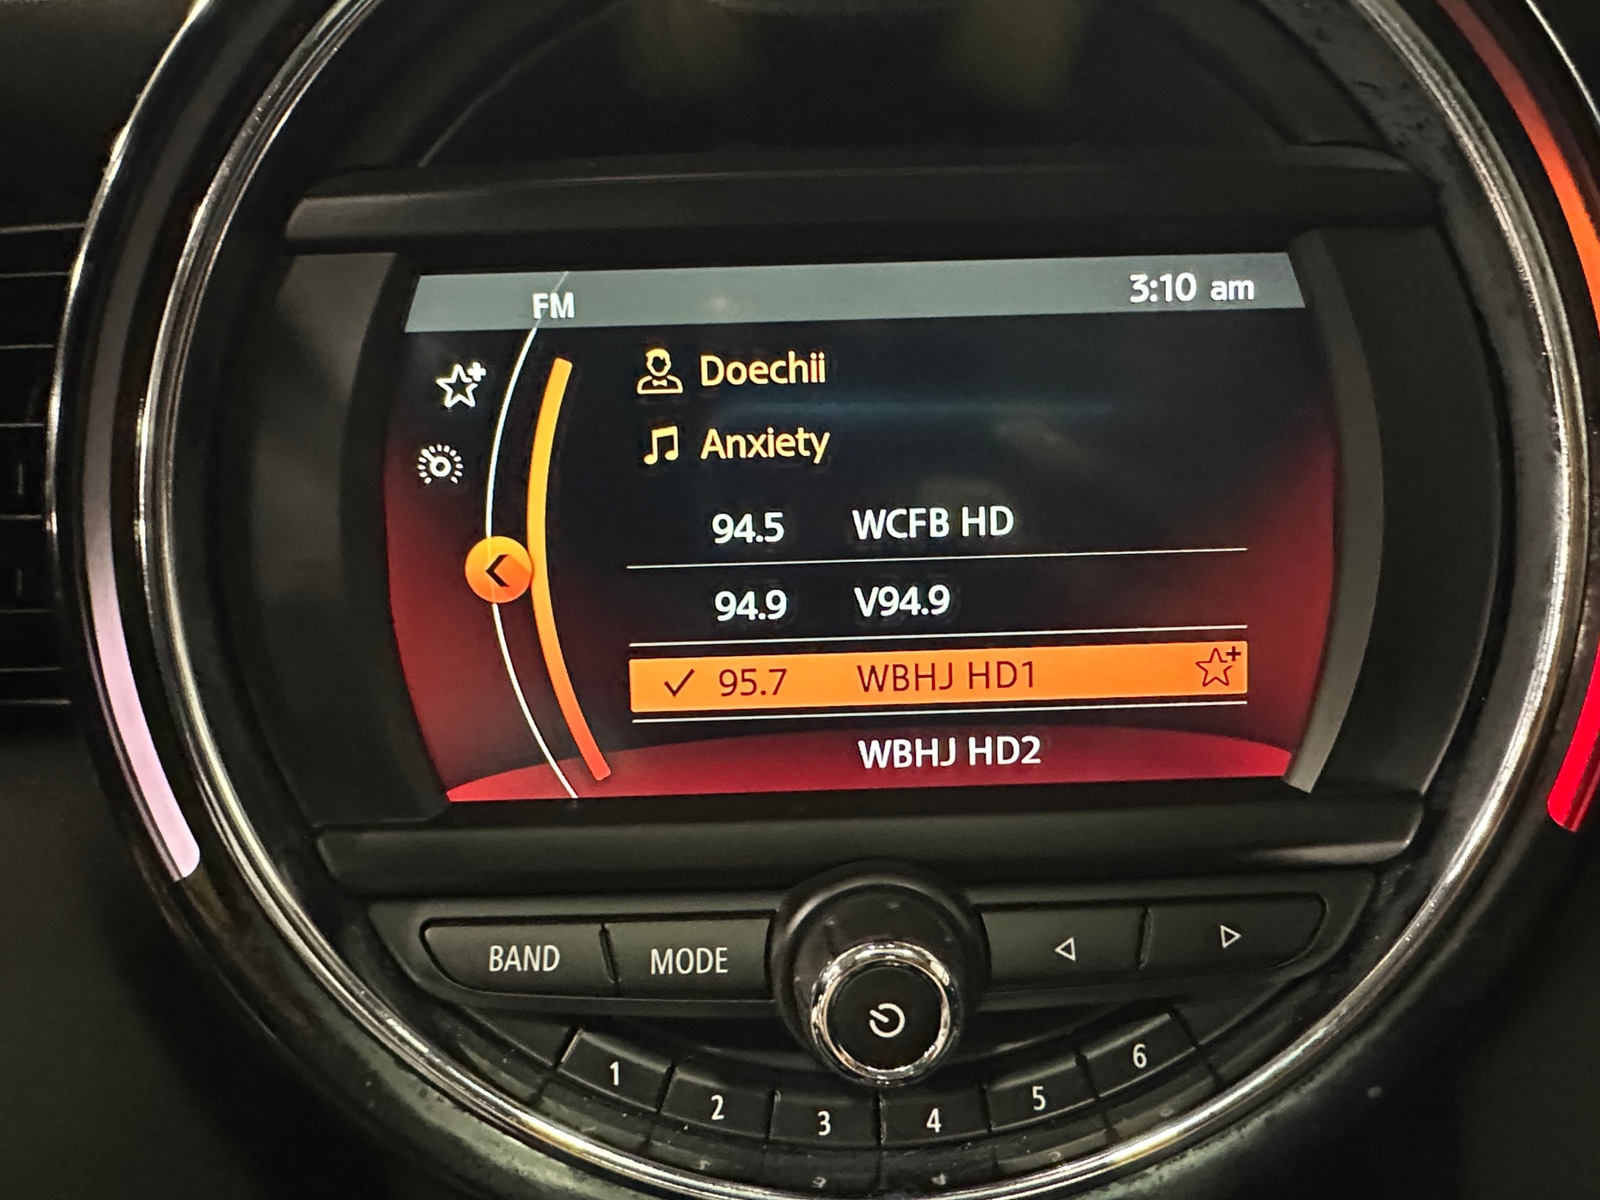 FM 3:10 am
Doechii
Anxiety
94.5 WCFB HD
94.9 V94.9
95.7 WBHJ HD1
WBHJ HD2
BAND MODE
1 2 3 4 5 6